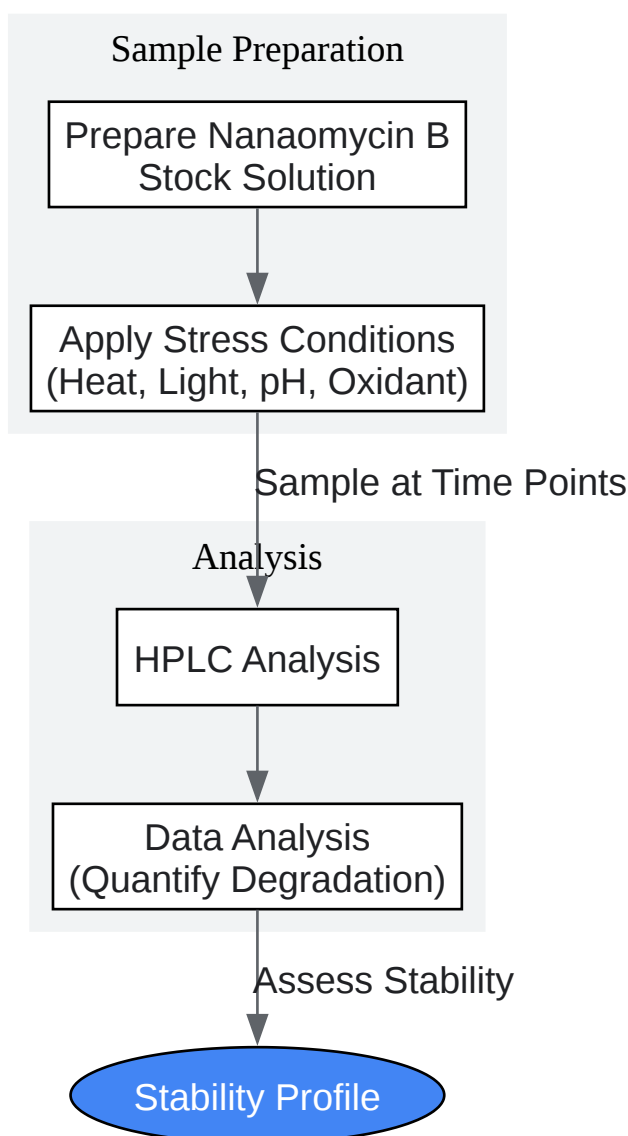 Sample Preparation
Prepare Nanaomycin B
Stock Solution
Apply Stress Conditions
(Heat, Light, pH, Oxidant)
Sample at Time Points
Analysis
HPLC Analysis
Data Analysis
(Quantify Degradation)
Assess Stability
Stability Profile